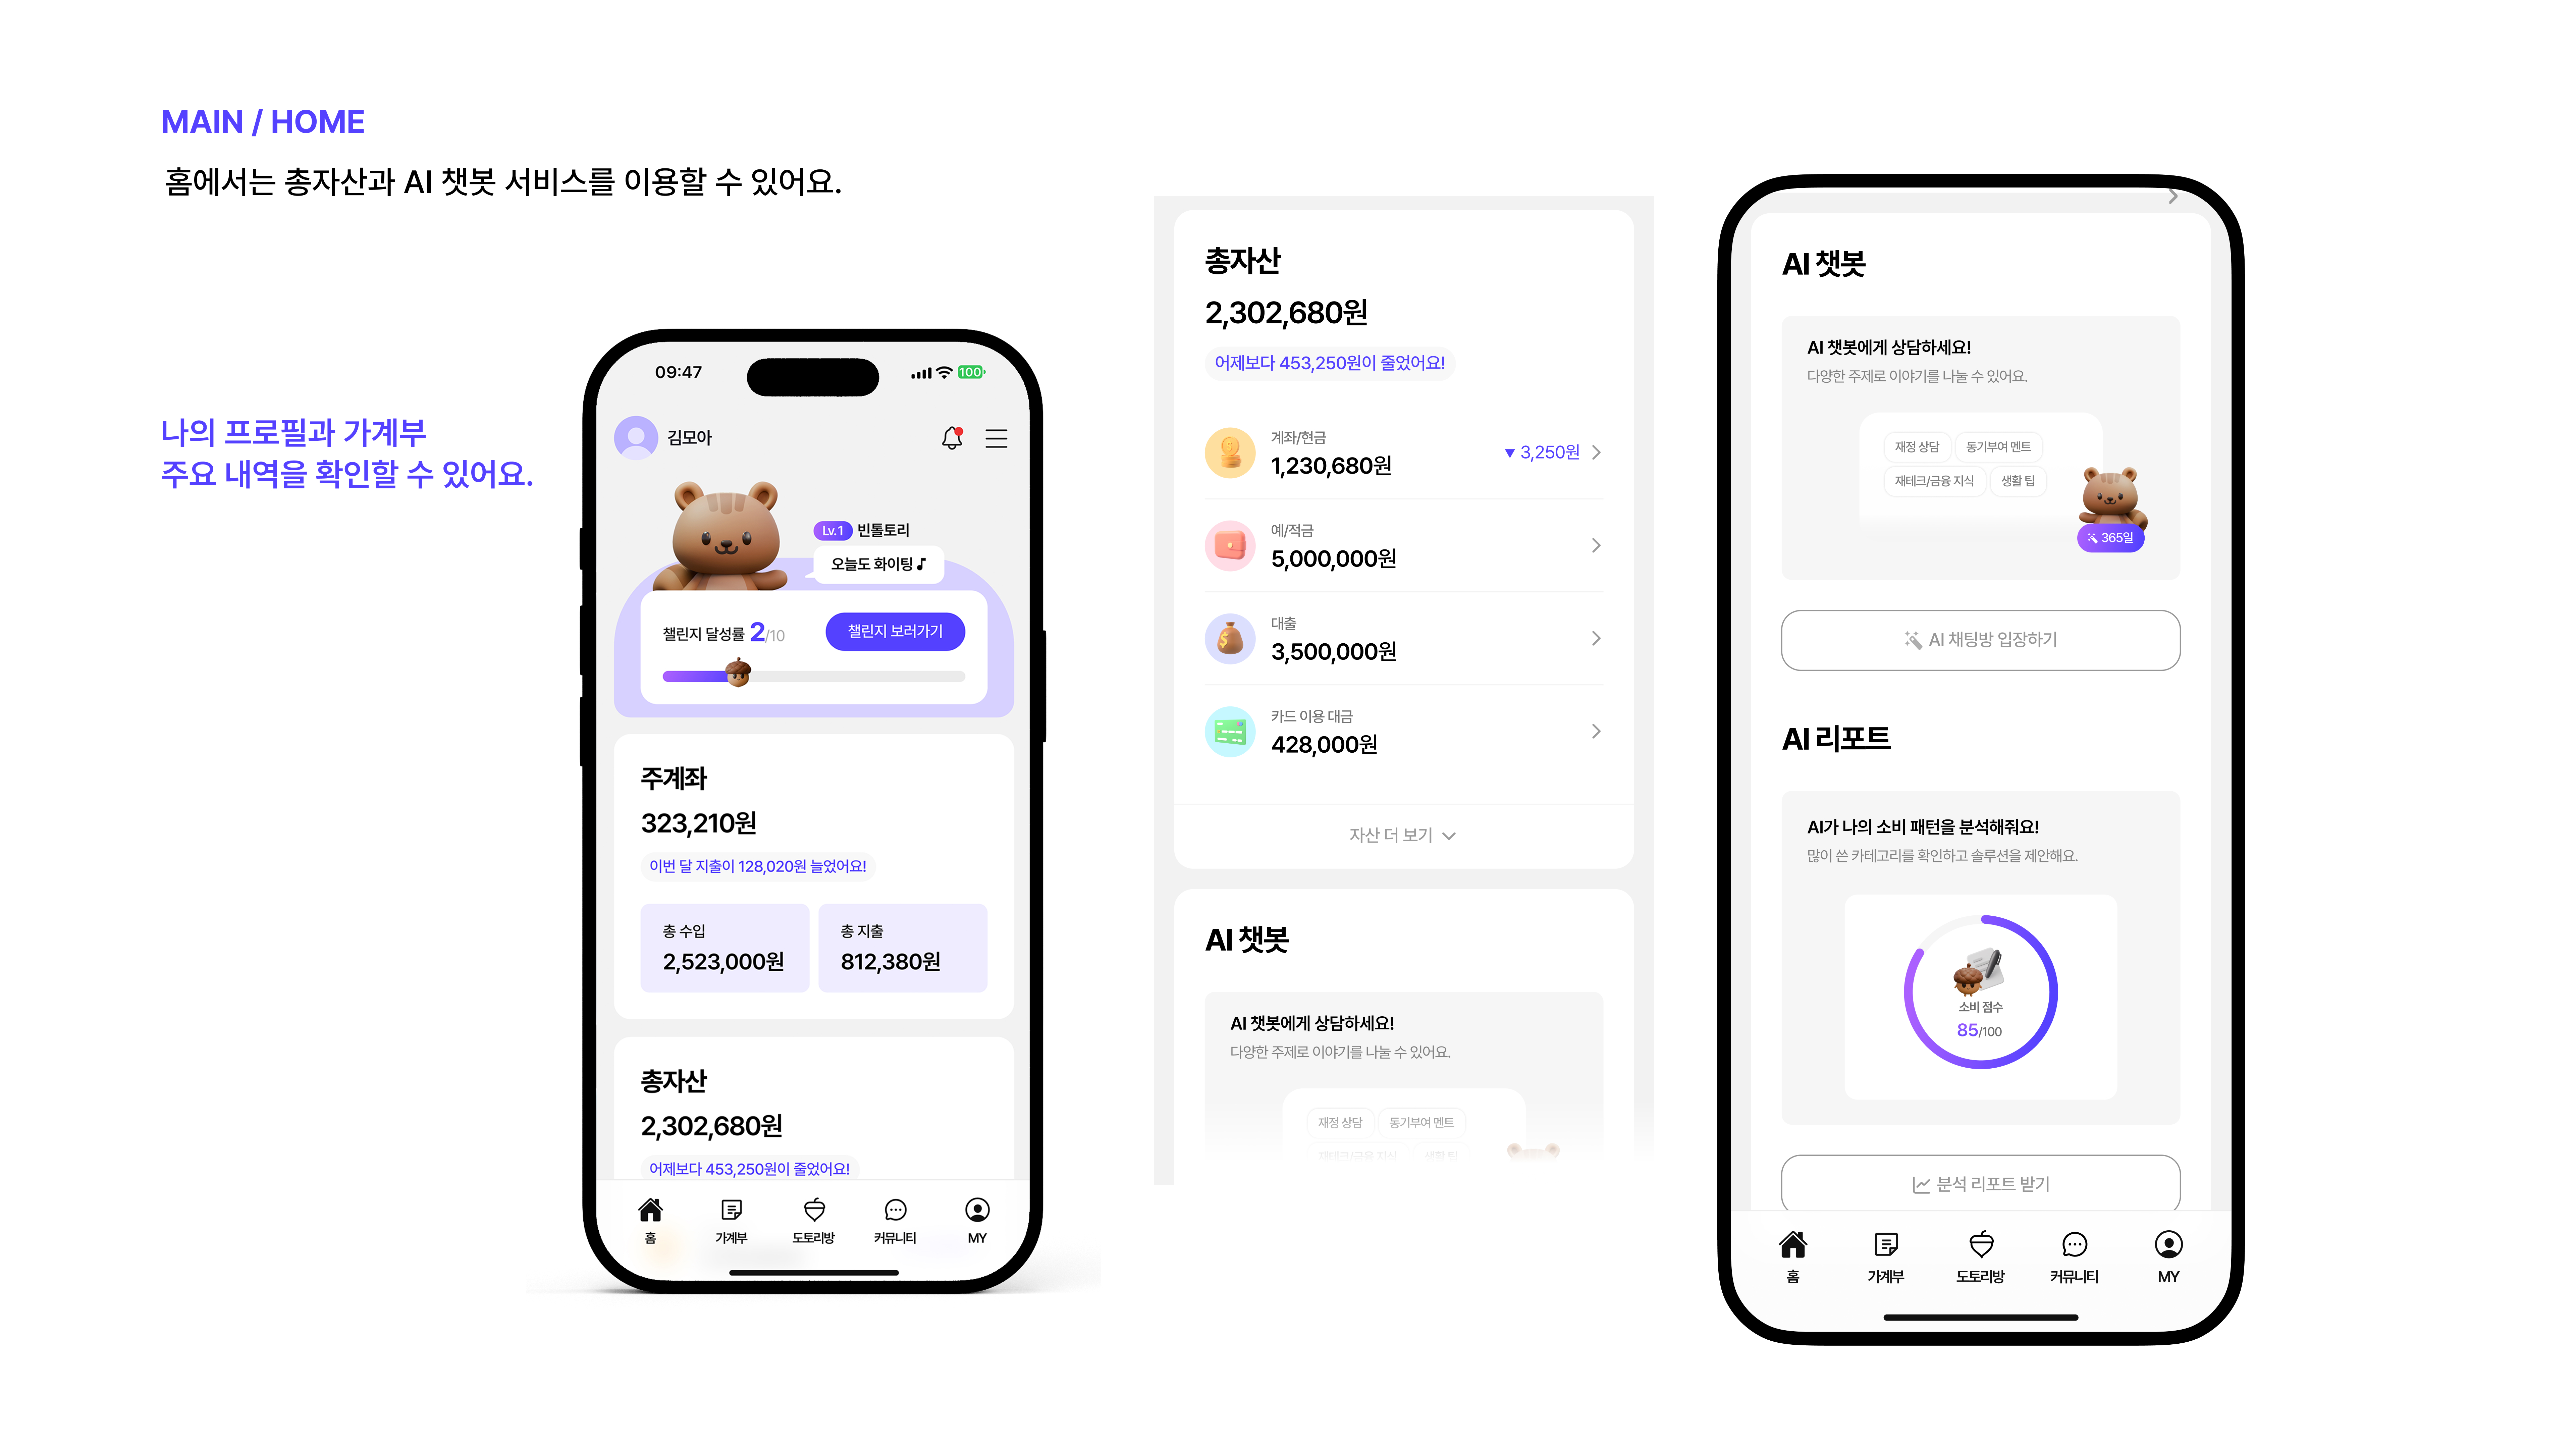 MAIN / HOME
홈에서는 총자산과 AI 챗봇 서비스를 이용할 수 있어요.
나의 프로필과 가계부
주요 내역을 확인할 수 있어요.
09:47
100
김모아
Lv.1 빈톨토리
오늘도 화이팅♪
챌린지 달성률 2/10
챌린지 보러가기
주계좌
323,210원
이번 달 지출이 128,020원 늘었어요!
총 수입
2,523,000원
총 지출
812,380원
총자산
2,302,680원
어제보다 453,250원이 줄었어요!
홈
가계부
도토리방
커뮤니티
MY
총자산
2,302,680원
어제보다 453,250원이 줄었어요!
계좌/현금
1,230,680원
▼ 3,250원
예/적금
5,000,000원
대출
3,500,000원
카드 이용 대금
428,000원
자산 더 보기
AI 챗봇
AI 챗봇에게 상담하세요!
다양한 주제로 이야기를 나눌 수 있어요.
재정 상담
동기부여 멘트
재테크/금융 지식
생활 팁
AI 챗봇
AI 챗봇에게 상담하세요!
다양한 주제로 이야기를 나눌 수 있어요.
재정 상담
동기부여 멘트
재테크/금융 지식
생활 팁
365일
AI 채팅방 입장하기
AI 리포트
AI가 나의 소비 패턴을 분석해줘요!
많이 쓴 카테고리를 확인하고 솔루션을 제안해요.
소비 점수
85/100
분석 리포트 받기
홈
가계부
도토리방
커뮤니티
MY